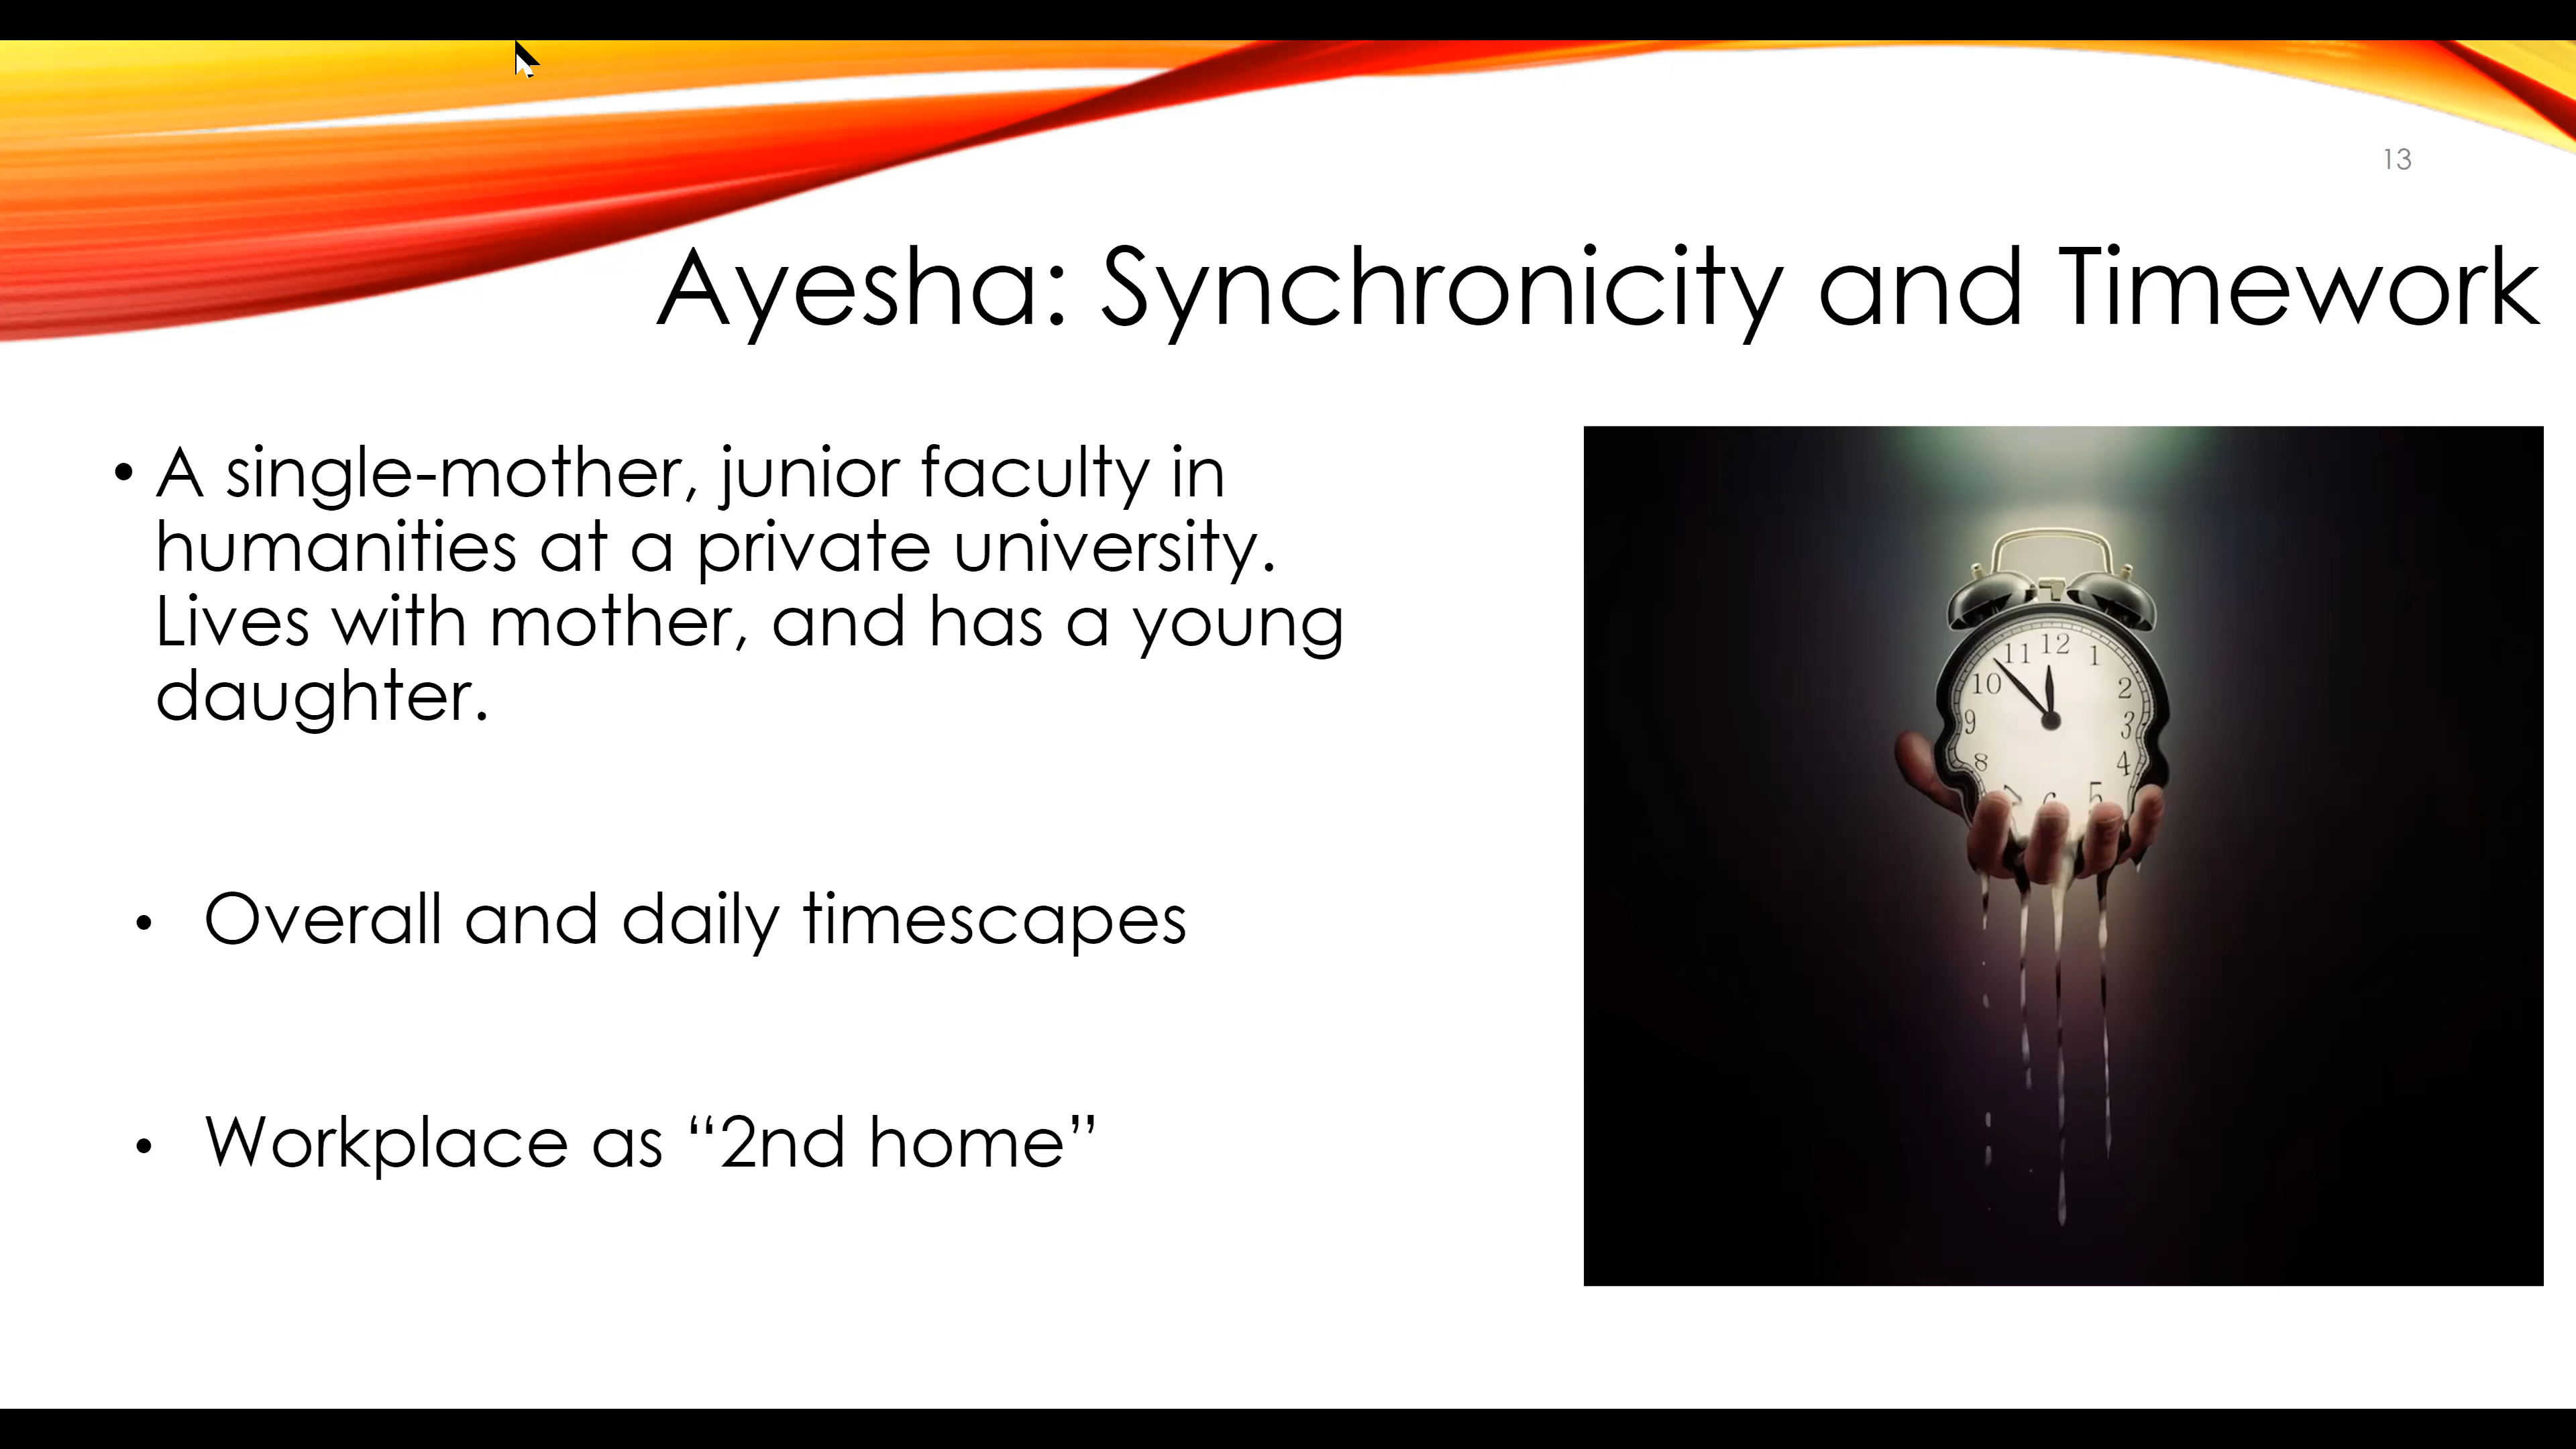 13
Ayesha: Synchronicity and Timework
• A single-mother, junior faculty in
humanities at a private university.
Lives with mother, and has a young
daughter.
• Overall and daily timescapes
• Workplace as “2nd home”
11 12 1
10 2
9 3
8 4
7 6 5